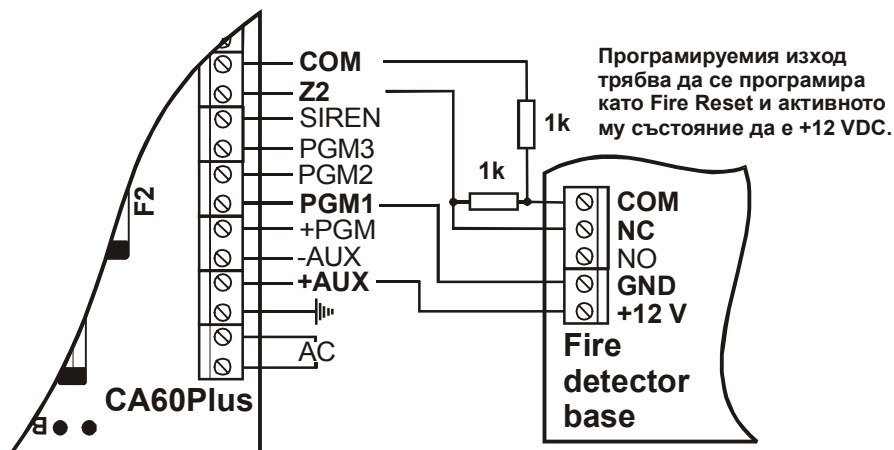 COM
Z2
SIREN
PGM3
PGM2
PGM1
+PGM
-AUX
+AUX
AC
F2
CA60Plus
B
1k
1k
Програмируемия изход
трябва да се програмира
като Fire Reset и активното
му състояние да е +12 VDC.
COM
NC
NO
GND
+12 V
Fire
detector
base